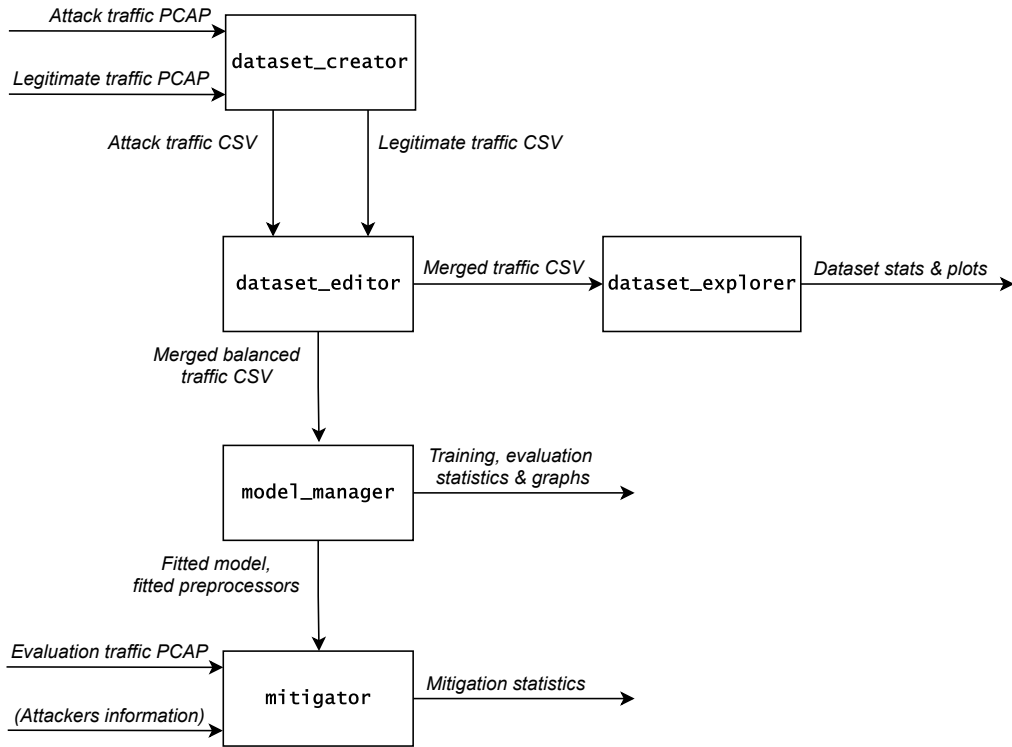 Attack traffic PCAP
dataset_creator
Legitimate traffic PCAP
Attack traffic CSV
Legitimate traffic CSV
dataset_editor
Merged traffic CSV
dataset_explorer
Dataset stats & plots
Merged balanced
traffic CSV
model_manager
Training, evaluation
statistics & graphs
Fitted model,
fitted preprocessors
Evaluation traffic PCAP
(Attackers information)
mitigator
Mitigation statistics